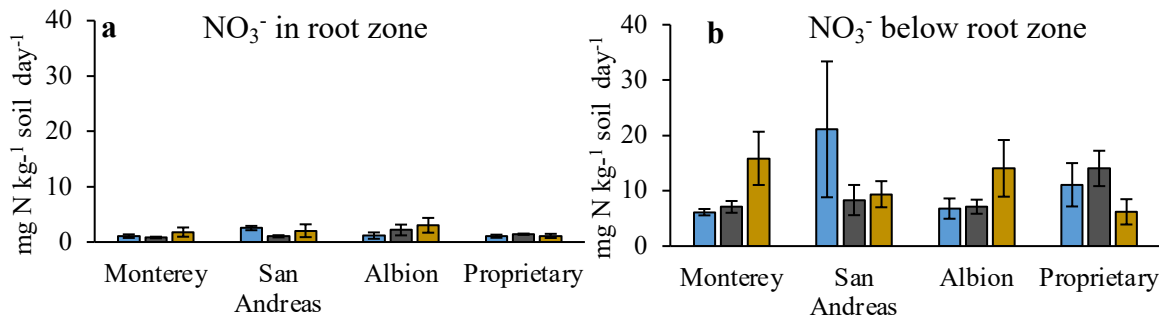 a
NO₃⁻ in root zone
mg N kg-¹ soil day-¹
40
30
20
10
0
Monterey
San
Andreas
Albion
Proprietary
b
NO₃⁻ below root zone
mg N kg-¹ soil day-¹
40
30
20
10
0
Monterey
San
Andreas
Albion
Proprietary